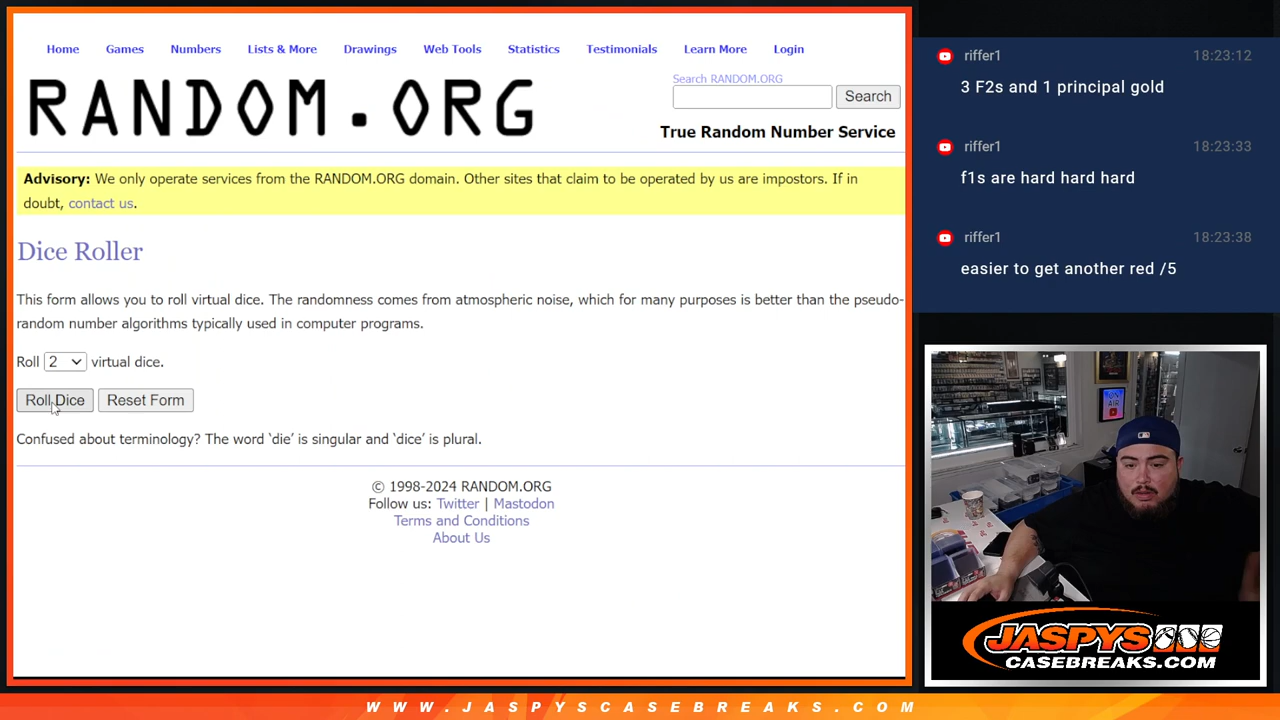 Home Games Numbers Lists & More Drawings Web Tools Statistics Testimonials Learn More Login
RANDOM.ORG
Search RANDOM.ORG
Search
True Random Number Service
Advisory: We only operate services from the RANDOM.ORG domain. Other sites that claim to be operated by us are impostors. If in
doubt, contact us.
Dice Roller
This form allows you to roll virtual dice. The randomness comes from atmospheric noise, which for many purposes is better than the pseudo-
random number algorithms typically used in computer programs.
Roll 2 virtual dice.
Roll Dice Reset Form
Confused about terminology? The word ‘die’ is singular and ‘dice’ is plural.
© 1998-2024 RANDOM.ORG
Follow us: Twitter | Mastodon
Terms and Conditions
About Us
riffer1 18:23:12
3 F2s and 1 principal gold
riffer1 18:23:33
f1s are hard hard hard
riffer1 18:23:38
easier to get another red /5
ON
AIR
JASPYS
CASEBREAKS.COM
WWW.JASPYSCASEBREAKS.COM